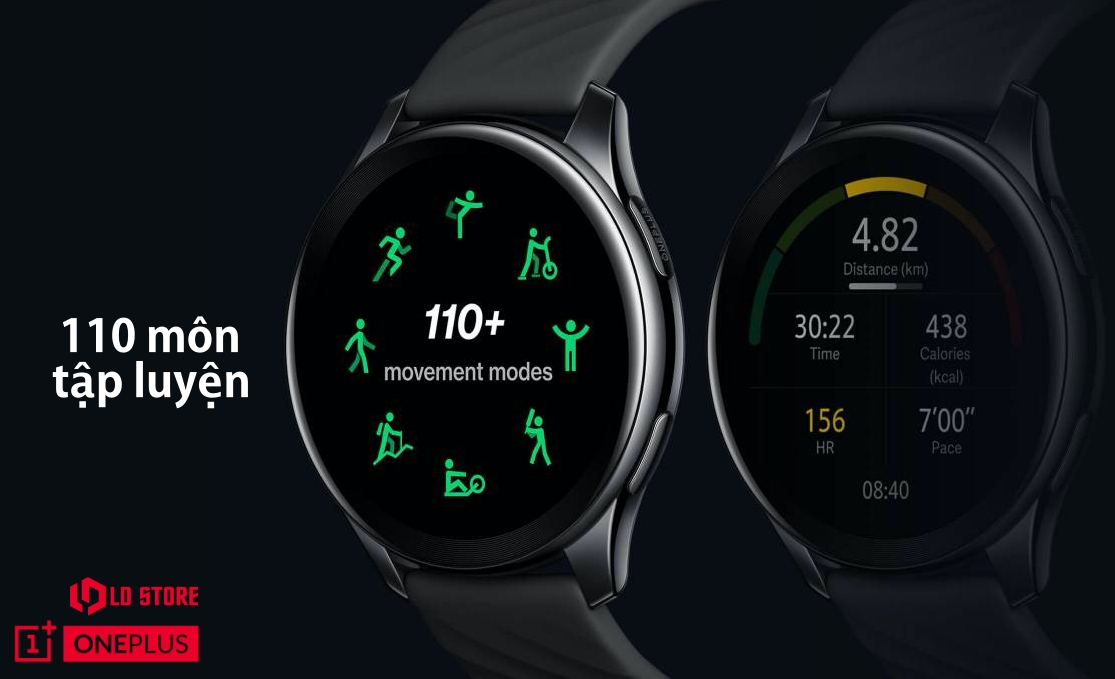 110 môn
tập luyện
110+
movement modes
ONEPLUS
4.82
Distance (km)
30:22
Time
438
Calories
(kcal)
156
HR
7’00”
Pace
08:40
LD STORE
1+
ONEPLUS